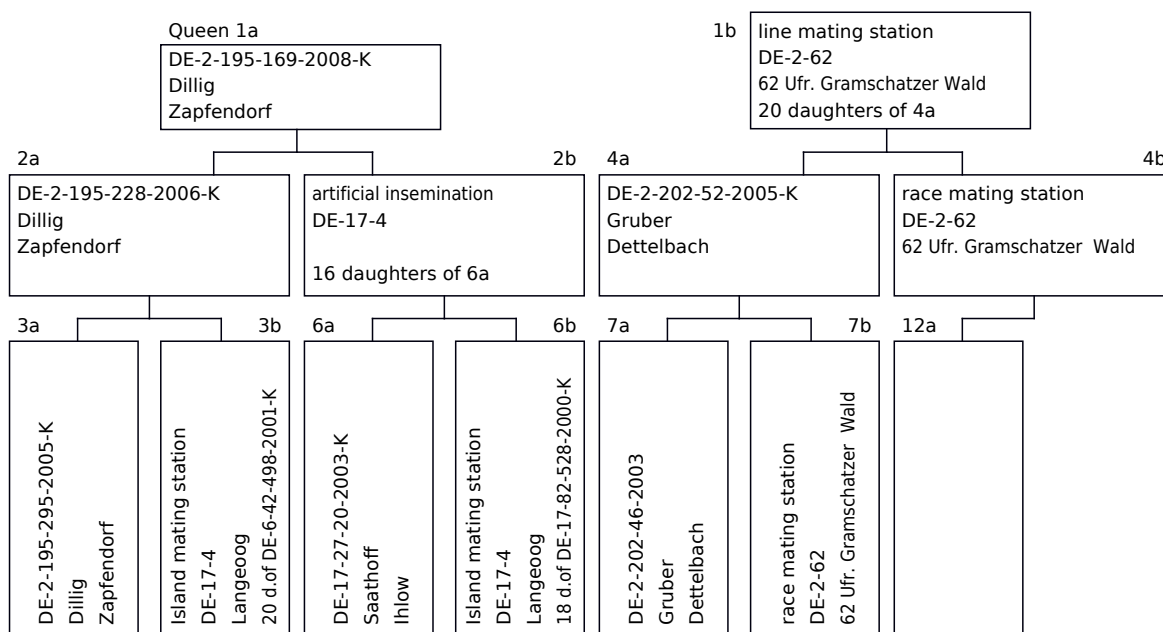 Queen 1a
DE-2-195-169-2008-K
Dillig
Zapfendorf
1b
line mating station
DE-2-62
62 Ufr. Gramschatzer Wald
20 daughters of 4a
2a
DE-2-195-228-2006-K
Dillig
Zapfendorf
2b
artificial insemination
DE-17-4
16 daughters of 6a
4a
DE-2-202-52-2005-K
Gruber
Dettelbach
4b
race mating station
DE-2-62
62 Ufr. Gramschatzer Wald
3a
DE-2-195-295-2005-K
Dillig
Zapfendorf
3b
Island mating station
DE-17-4
Langeoog
20 d.of DE-6-42-498-2001-K
6a
DE-17-27-20-2003-K
Saathoff
Ihlow
6b
Island mating station
DE-17-4
Langeoog
18 d.of DE-17-82-528-2000-K
7a
DE-2-202-46-2003
Gruber
Dettelbach
7b
race mating station
DE-2-62
62 Ufr. Gramschatzer Wald
12a